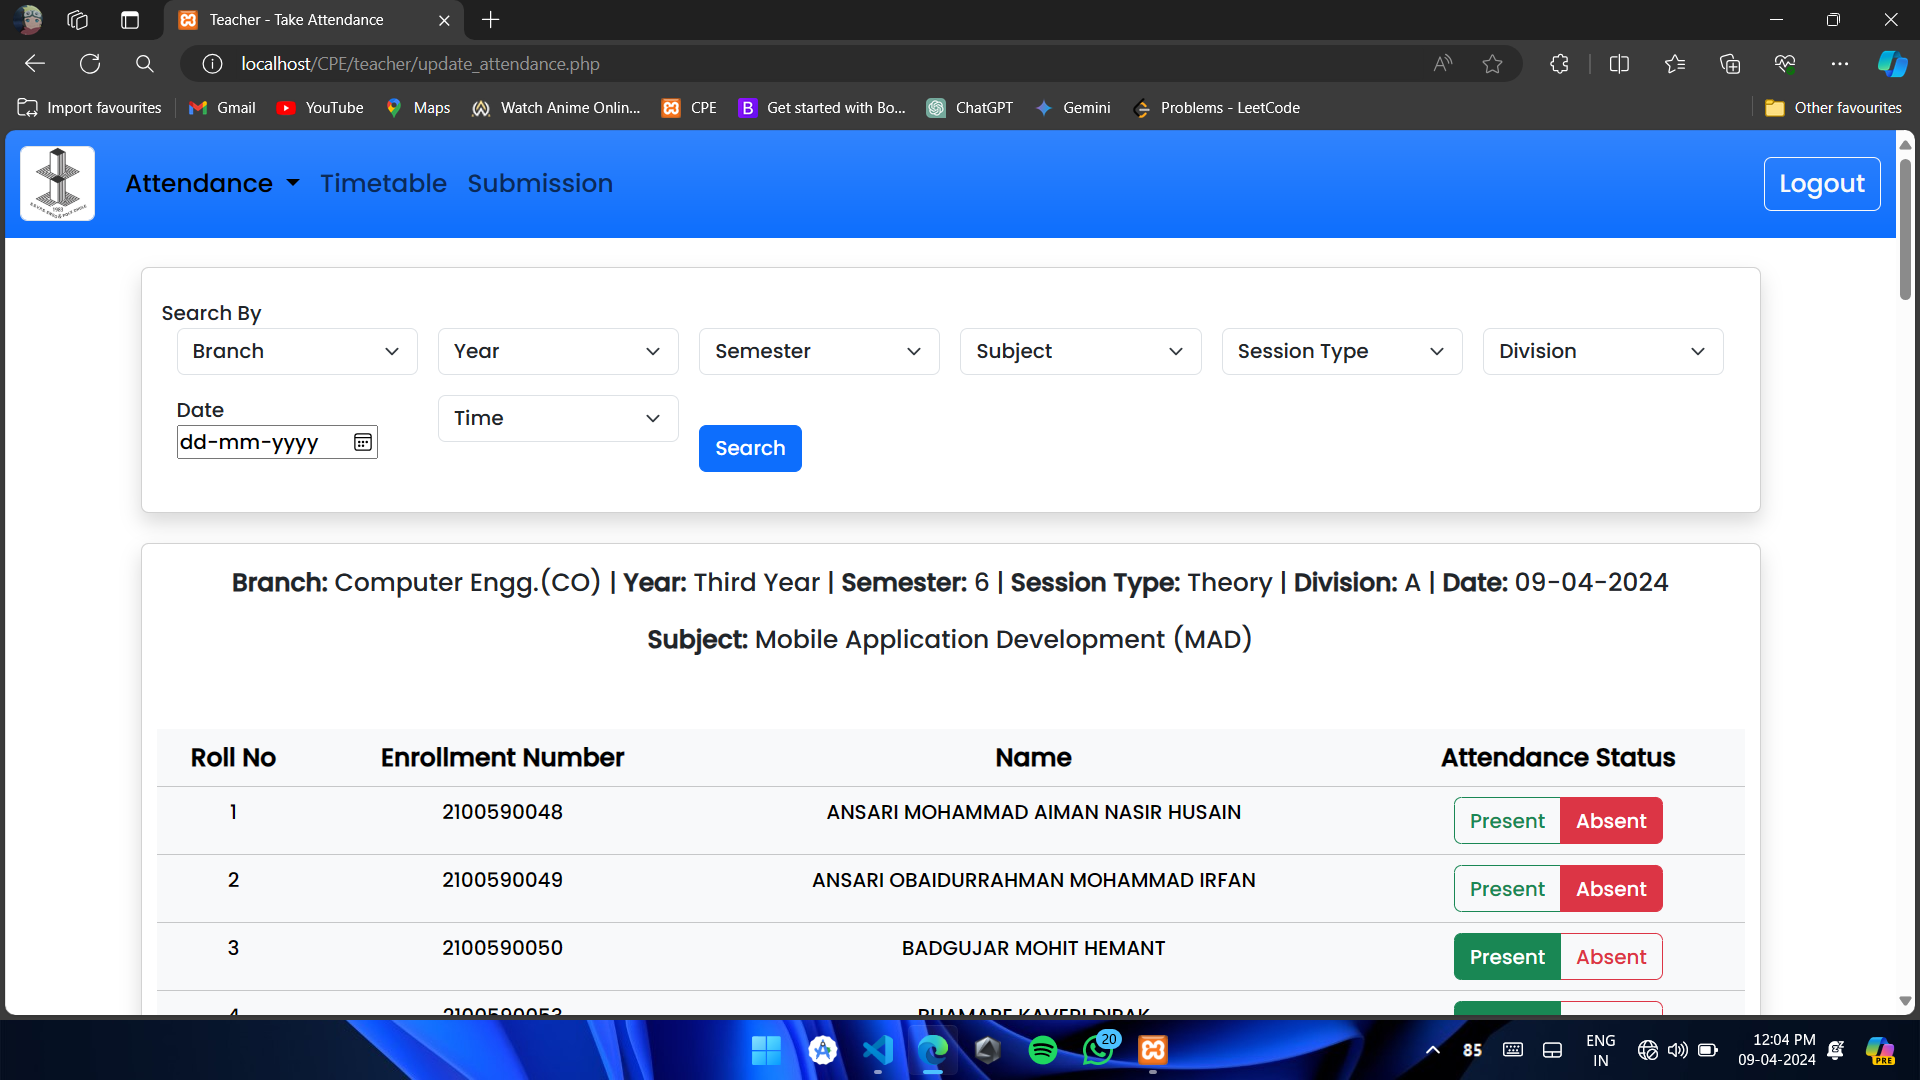 Teacher - Take Attendance
localhost/CPE/teacher/update_attendance.php
Import favourites Gmail YouTube Maps Watch Anime Onlin... CPE Get started with Bo... ChatGPT Gemini Problems - LeetCode Other favourites
Attendance Timetable Submission Logout
Search By
Branch Year Semester Subject Session Type Division
Date Time
dd-mm-yyyy Search
Branch: Computer Engg.(CO) | Year: Third Year | Semester: 6 | Session Type: Theory | Division: A | Date: 09-04-2024
Subject: Mobile Application Development (MAD)
Roll No Enrollment Number Name Attendance Status
1 2100590048 ANSARI MOHAMMAD AIMAN NASIR HUSAIN Present Absent
2 2100590049 ANSARI OBAIDURRAHMAN MOHAMMAD IRFAN Present Absent
3 2100590050 BADGUJAR MOHIT HEMANT Present Absent
4 2100590053 BHAMARE KAVERI DIPAK
20 85 ENG 12:04 PM
IN 09-04-2024 PRE